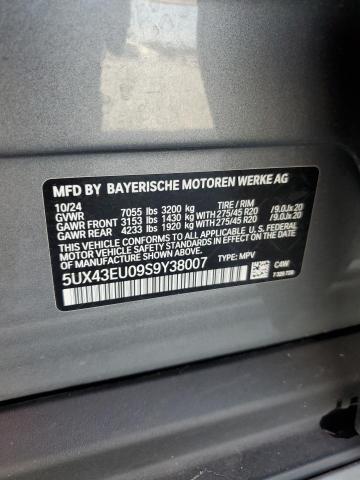 MFD BY BAYERISCHE MOTOREN WERKE AG
10/24 TIRE / RIM
GVWR 7055 lbs 3200 kg
GAWR FRONT 3153 lbs 1430 kg WITH 275/45 R20 /9.0Jx20
GAWR REAR 4233 lbs 1920 kg WITH 275/45 R20 /9.0Jx20
THIS VEHICLE CONFORMS TO ALL APPLICABLE U.S. FEDERAL
MOTOR VEHICLE SAFETY STANDARDS IN EFFECT ON THE
DATE OF MANUFACTURE SHOWN ABOVE.
5UX43EU09S9Y38007 TYPE: MPV C4W